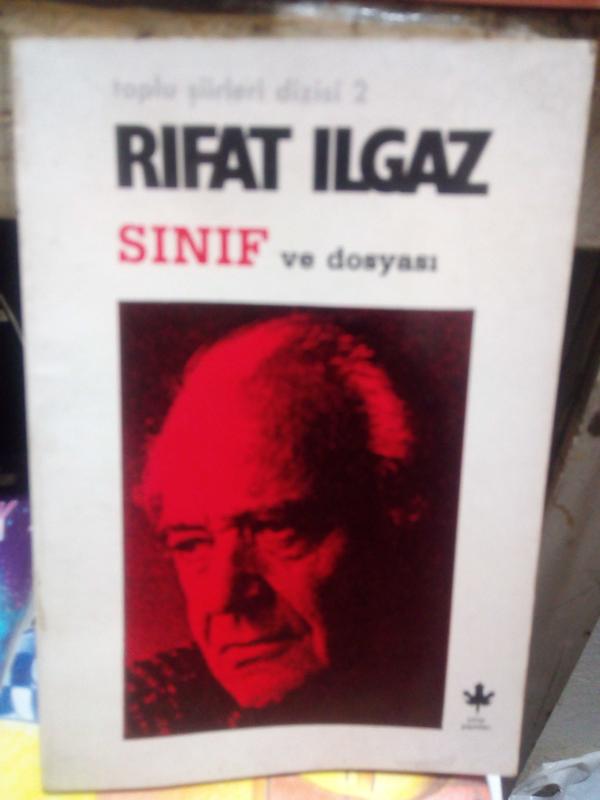 toplu şiirleri dizisi 2
RIFAT ILGAZ
SINIF ve dosyası